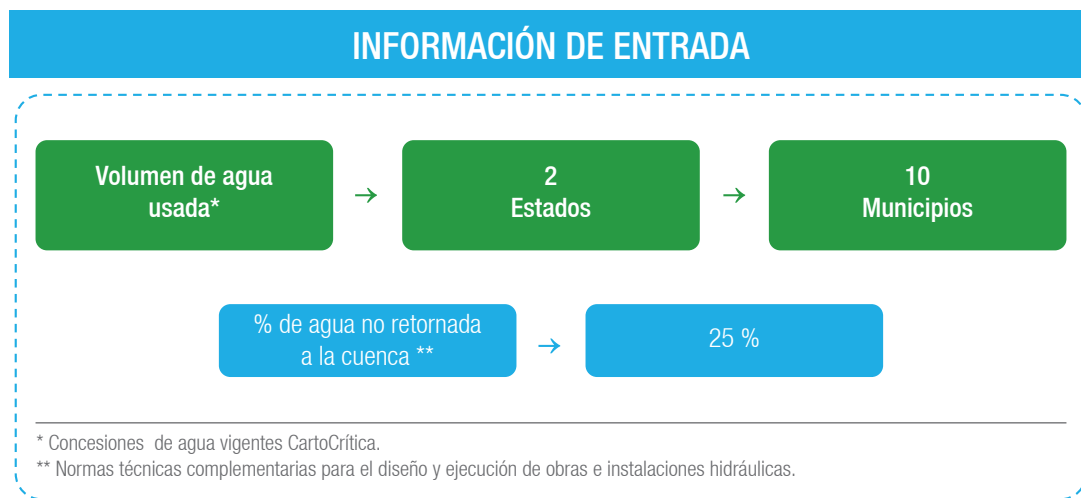 INFORMACIÓN DE ENTRADA
Volumen de agua
usada*
→
2
Estados
→
10
Municipios
% de agua no retornada
a la cuenca **
→
25 %
* Concesiones de agua vigentes CartoCrítica.
** Normas técnicas complementarias para el diseño y ejecución de obras e instalaciones hidráulicas.